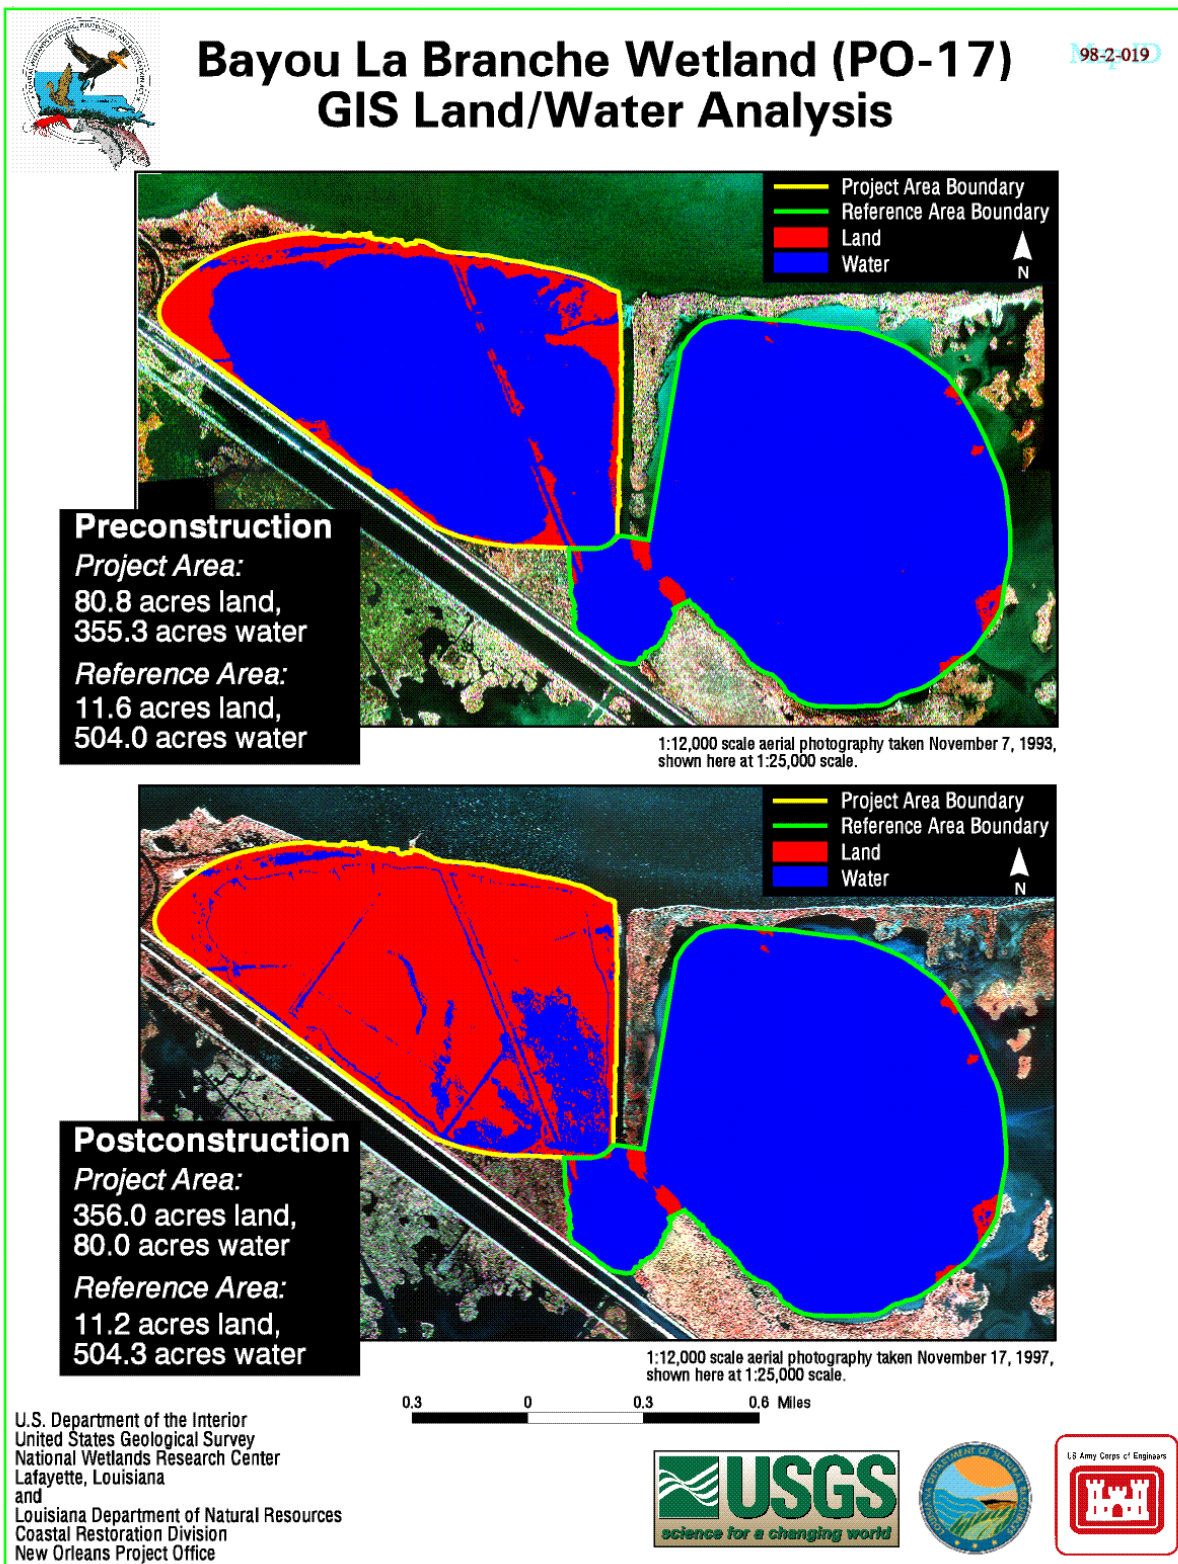 Bayou La Branche Wetland (PO-17)
GIS Land/Water Analysis
Map ID
98-2-019
Project Area Boundary
Reference Area Boundary
Land
Water
N
Preconstruction
Project Area:
80.8 acres land,
355.3 acres water
Reference Area:
11.6 acres land,
504.0 acres water
1:12,000 scale aerial photography taken November 7, 1993,
shown here at 1:25,000 scale.
Project Area Boundary
Reference Area Boundary
Land
Water
N
Postconstruction
Project Area:
356.0 acres land,
80.0 acres water
Reference Area:
11.2 acres land,
504.3 acres water
1:12,000 scale aerial photography taken November 17, 1997,
shown here at 1:25,000 scale.
0.3 0 0.3 0.6 Miles
U.S. Department of the Interior
United States Geological Survey
National Wetlands Research Center
Lafayette, Louisiana
and
Louisiana Department of Natural Resources
Coastal Restoration Division
New Orleans Project Office
USGS
science for a changing world
LOUISIANA DEPARTMENT OF NATURAL RESOURCES
US Army Corps of Engineers